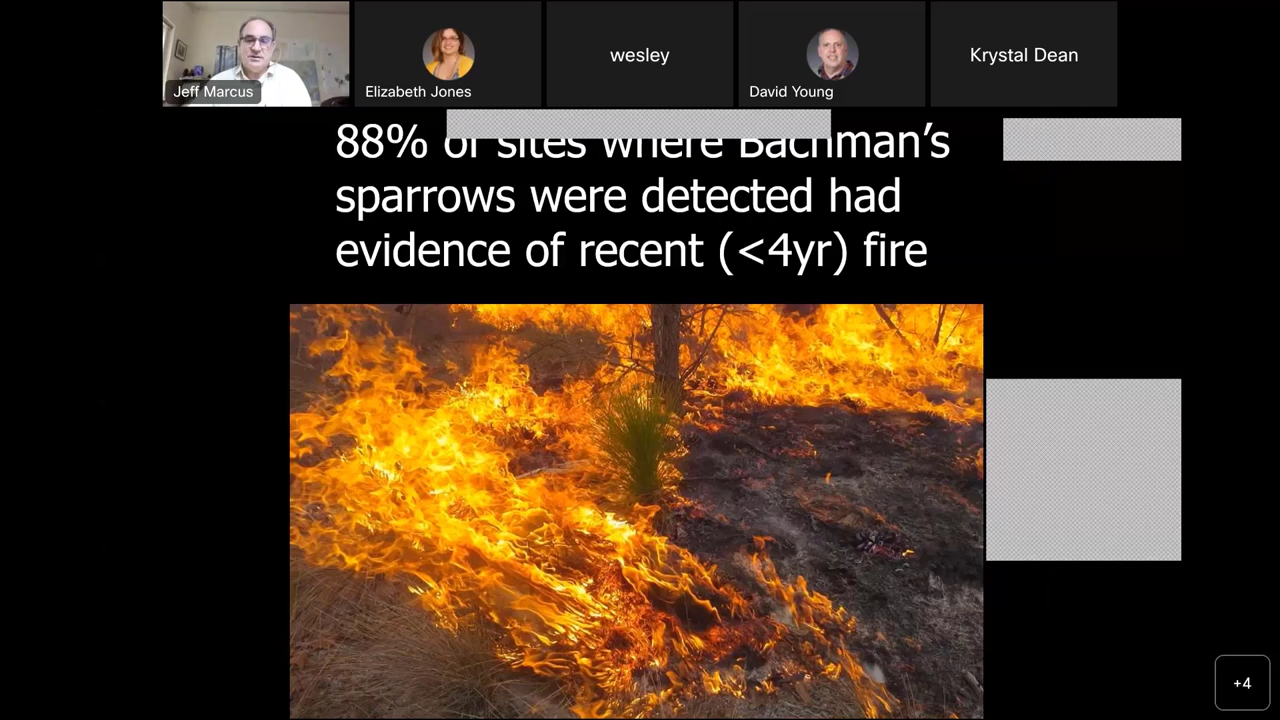 Jeff Marcus
Elizabeth Jones
wesley
David Young
Krystal Dean
88% of sites where Bachman's
sparrows were detected had
evidence of recent (<4yr) fire
+4